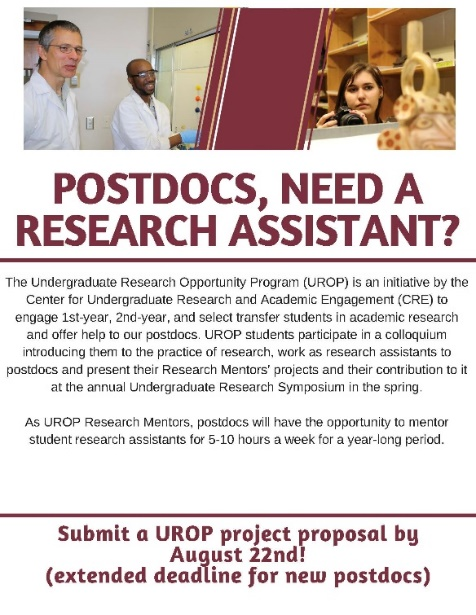 POSTDOCS, NEED A
RESEARCH ASSISTANT?
The Undergraduate Research Opportunity Program (UROP) is an initiative by the
Center for Undergraduate Research and Academic Engagement (CRE) to
engage 1st-year, 2nd-year, and select transfer students in academic research
and offer help to our postdocs. UROP students participate in a colloquium
introducing them to the practice of research, work as research assistants to
postdocs and present their Research Mentors' projects and their contribution to it
at the annual Undergraduate Research Symposium in the spring.
As UROP Research Mentors, postdocs will have the opportunity to mentor
student research assistants for 5-10 hours a week for a year-long period.
Submit a UROP project proposal by
August 22nd!
(extended deadline for new postdocs)